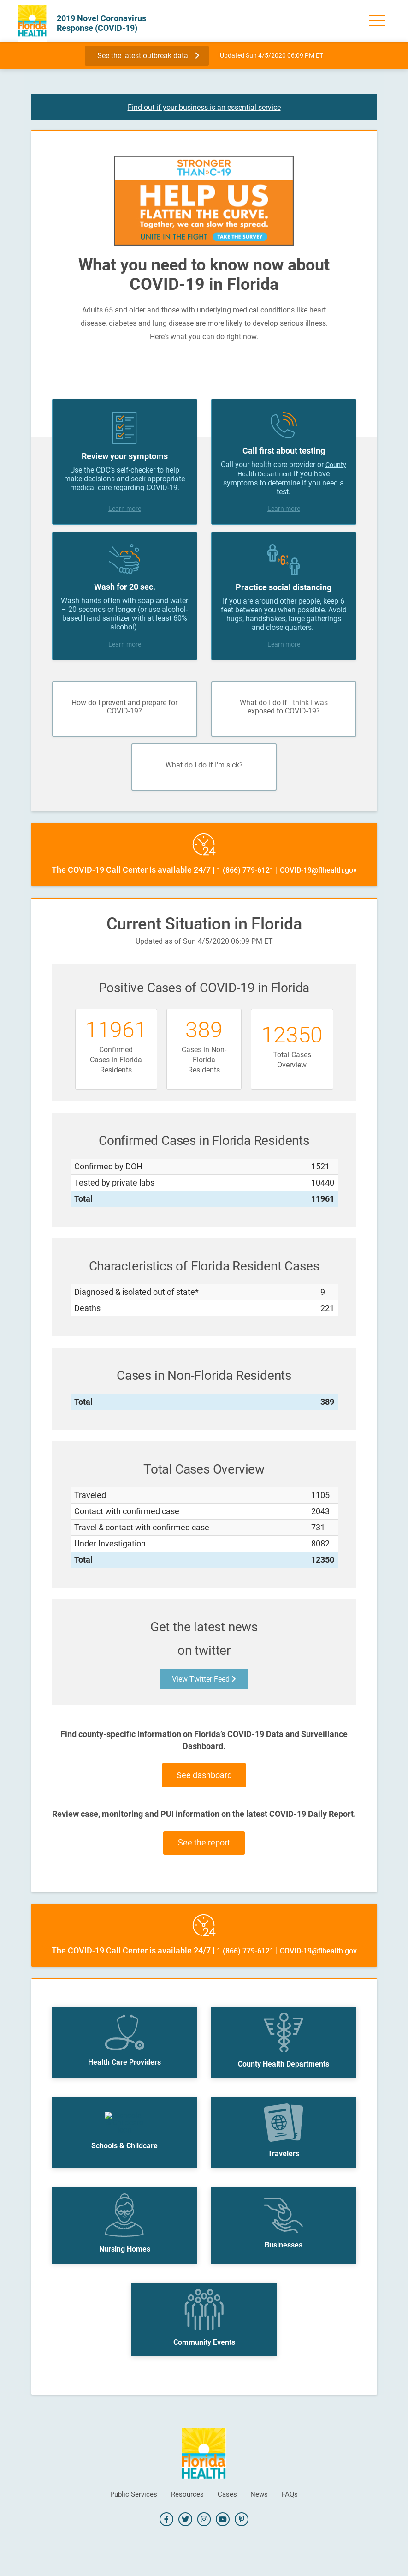 Florida
HEALTH
2019 Novel Coronavirus
Response (COVID-19)
See the latest outbreak data
Updated Sun 4/5/2020 06:09 PM ET
Find out if your business is an essential service
STRONGER
THAN C-19
HELP US
FLATTEN THE CURVE.
Together, we can slow the spread.
UNITE IN THE FIGHT
TAKE THE SURVEY
What you need to know now about
COVID-19 in Florida
Adults 65 and older and those with underlying medical conditions like heart
disease, diabetes and lung disease are more likely to develop serious illness.
Here's what you can do right now.
Review your symptoms
Use the CDC's self-checker to help
make decisions and seek appropriate
medical care regarding COVID-19.
Learn more
Call first about testing
Call your health care provider or County
Health Department if you have
symptoms to determine if you need a
test.
Learn more
Wash for 20 sec.
Wash hands often with soap and water
– 20 seconds or longer (or use alcohol-
based hand sanitizer with at least 60%
alcohol).
Learn more
6'
Practice social distancing
If you are around other people, keep 6
feet between you when possible. Avoid
hugs, handshakes, large gatherings
and close quarters.
Learn more
How do I prevent and prepare for
COVID-19?
What do I do if I think I was
exposed to COVID-19?
What do I do if I'm sick?
24
The COVID-19 Call Center is available 24/7 | 1 (866) 779-6121 | COVID-19@flhealth.gov
Current Situation in Florida
Updated as of Sun 4/5/2020 06:09 PM ET
Positive Cases of COVID-19 in Florida
11961
Confirmed
Cases in Florida
Residents
389
Cases in Non-
Florida
Residents
12350
Total Cases
Overview
Confirmed Cases in Florida Residents
Confirmed by DOH 1521
Tested by private labs 10440
Total 11961
Characteristics of Florida Resident Cases
Diagnosed & isolated out of state* 9
Deaths 221
Cases in Non-Florida Residents
Total 389
Total Cases Overview
Traveled 1105
Contact with confirmed case 2043
Travel & contact with confirmed case 731
Under Investigation 8082
Total 12350
Get the latest news
on twitter
View Twitter Feed
Find county-specific information on Florida's COVID-19 Data and Surveillance
Dashboard.
See dashboard
Review case, monitoring and PUI information on the latest COVID-19 Daily Report.
See the report
24
The COVID-19 Call Center is available 24/7 | 1 (866) 779-6121 | COVID-19@flhealth.gov
Health Care Providers
County Health Departments
Schools & Childcare
Travelers
Nursing Homes
Businesses
Community Events
Florida
HEALTH
Public Services Resources Cases News FAQs